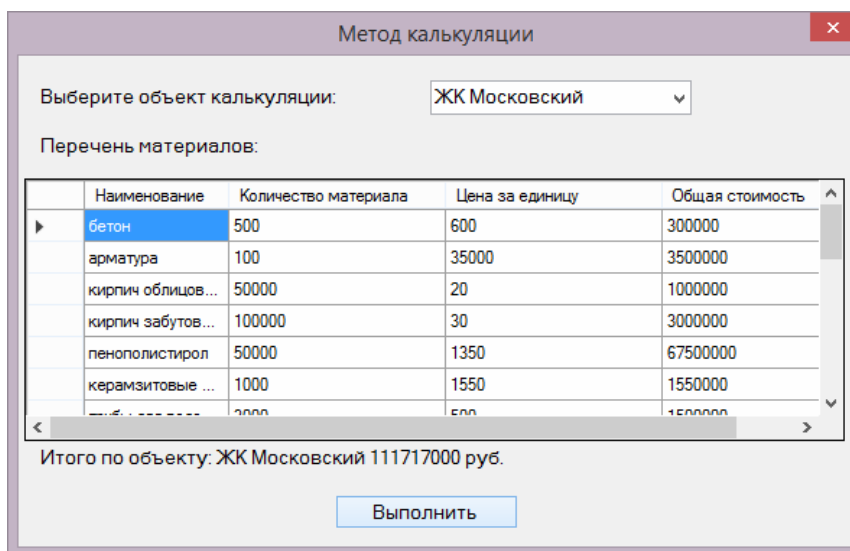 Метод калькуляции
Выберите объект калькуляции: ЖК Московский
Перечень материалов:
Наименование Количество материала Цена за единицу Общая стоимость
бетон 500 600 300000
арматура 100 35000 3500000
кирпич облицов... 50000 20 1000000
кирпич забутов... 100000 30 3000000
пенополистирол 50000 1350 67500000
керамзитовые ... 1000 1550 1550000
Итого по объекту: ЖК Московский 111717000 руб.
Выполнить